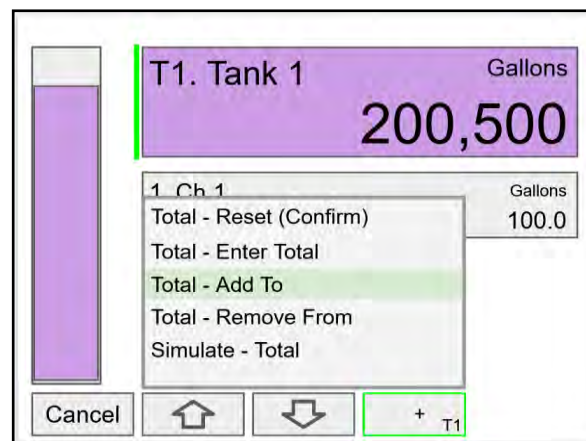 T1. Tank 1 Gallons
200,500
1. Ch 1 Gallons
100.0
Total - Reset (Confirm)
Total - Enter Total
Total - Add To
Total - Remove From
Simulate - Total
Cancel + T1